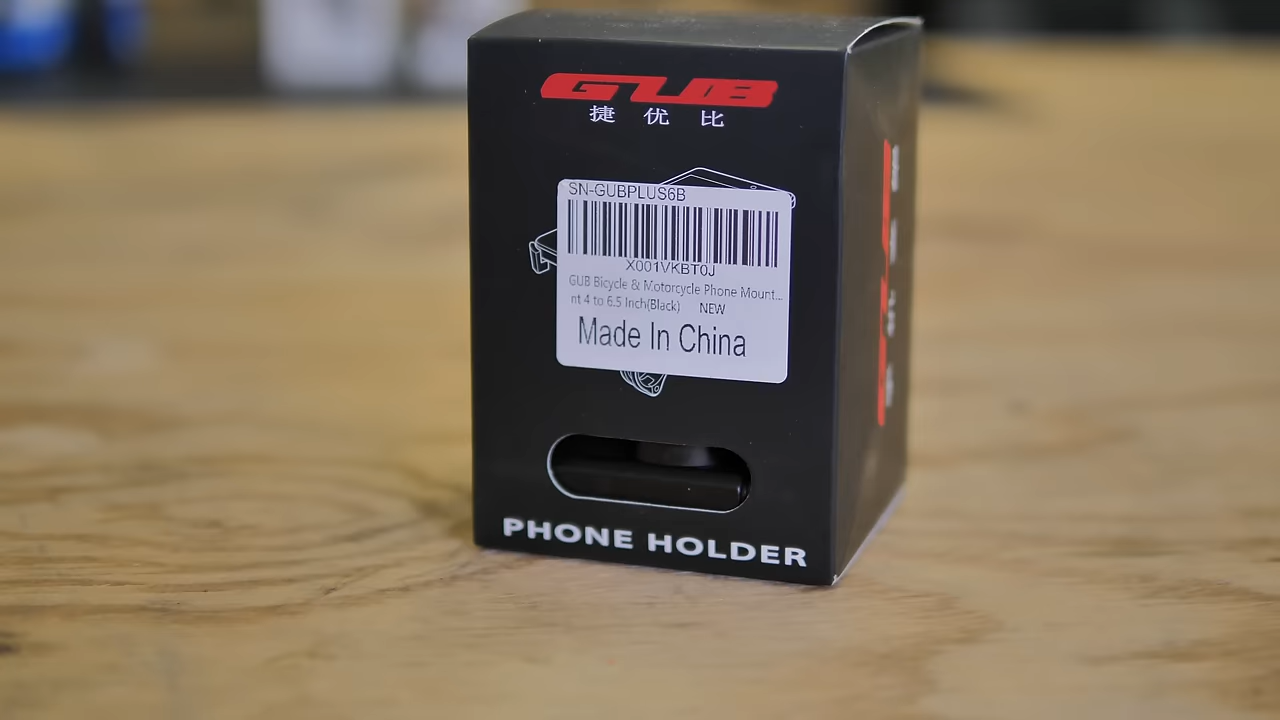 GUB
捷优比
SN-GUBPLUS6B
X001VKBT0J
GUB Bicycle & Motorcycle Phone Mount...
nt 4 to 6.5 Inch(Black) NEW
Made In China
PHONE HOLDER